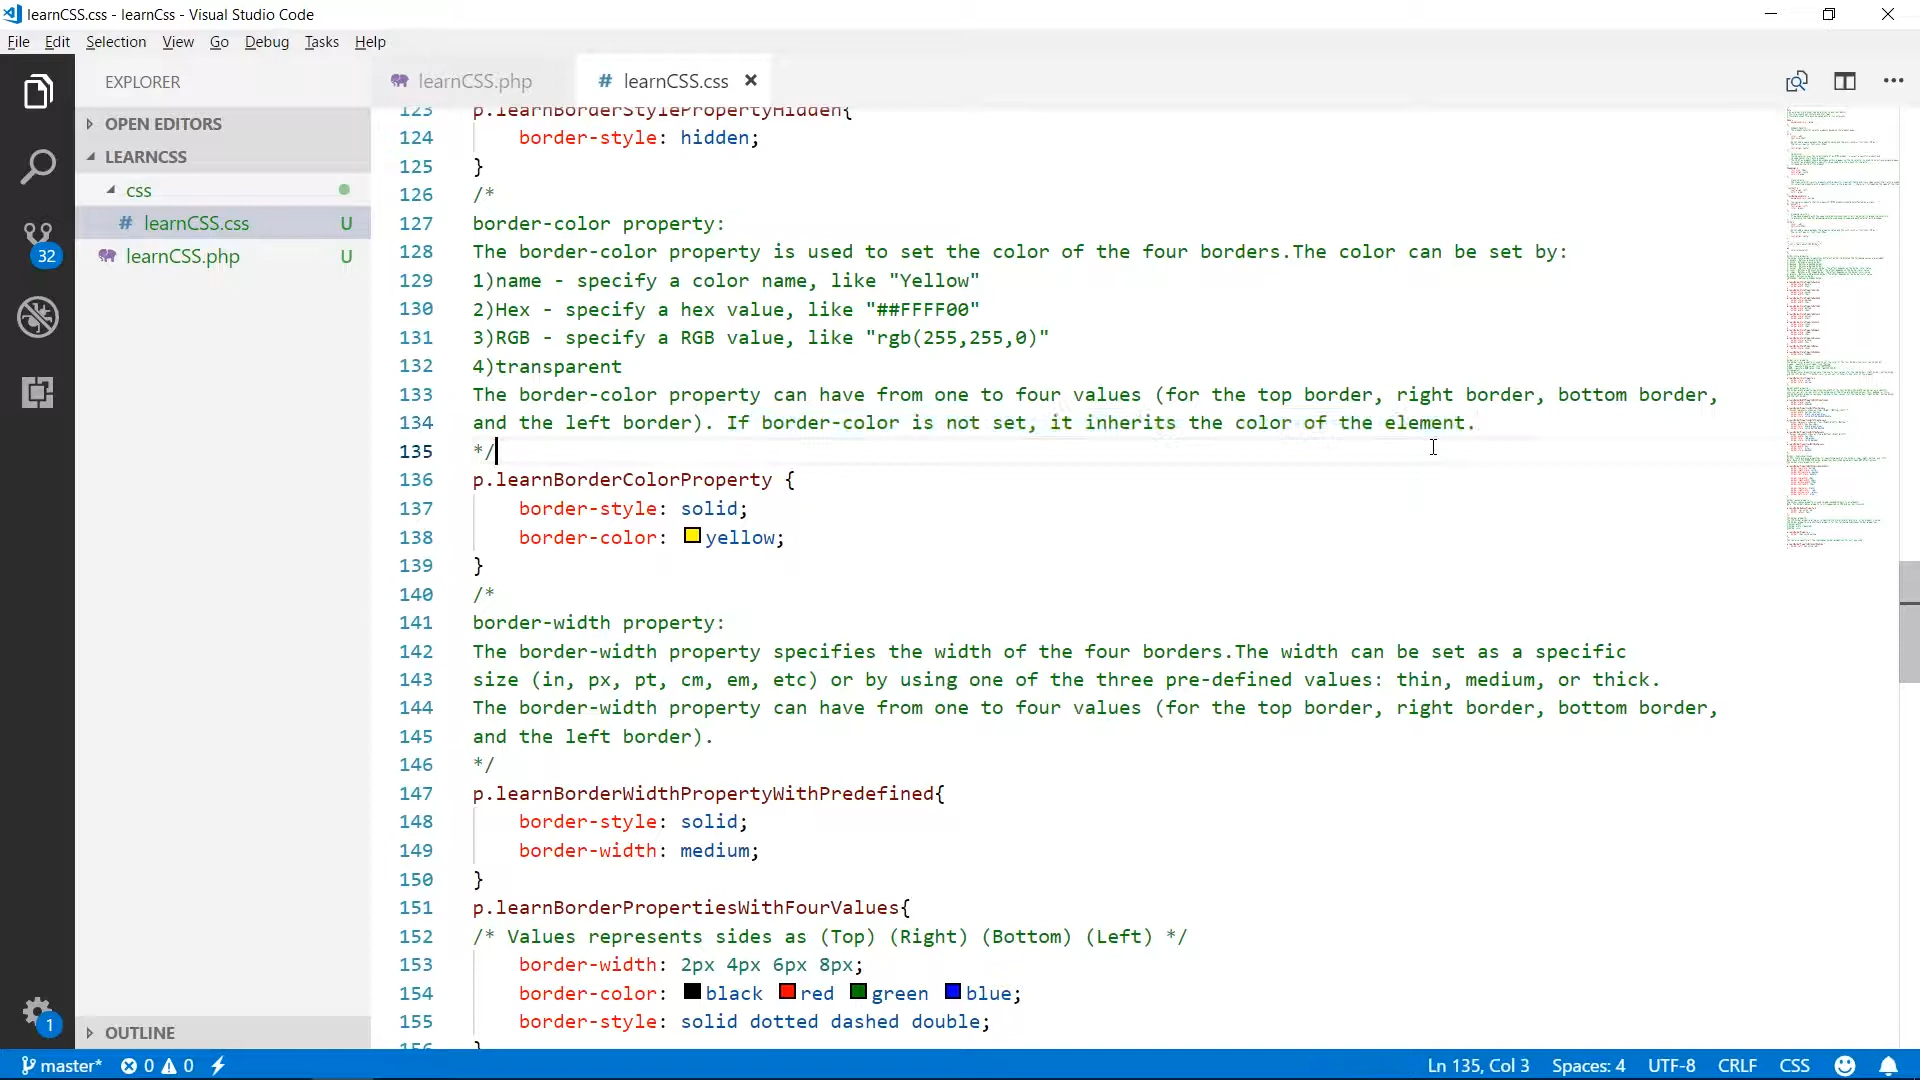 learnCSS.css - learnCss - Visual Studio Code
File Edit Selection View Go Debug Tasks Help
EXPLORER
OPEN EDITORS
LEARNCSS
css
# learnCSS.css U
learnCSS.php U
OUTLINE
32
1
learnCSS.php # learnCSS.css
123 p.learnBorderStylePropertyHidden{
124 border-style: hidden;
125 }
126 /*
127 border-color property:
128 The border-color property is used to set the color of the four borders.The color can be set by:
129 1)name - specify a color name, like "Yellow"
130 2)Hex - specify a hex value, like "##FFFF00"
131 3)RGB - specify a RGB value, like "rgb(255,255,0)"
132 4)transparent
133 The border-color property can have from one to four values (for the top border, right border, bottom border,
134 and the left border). If border-color is not set, it inherits the color of the element.
135 */
136 p.learnBorderColorProperty {
137 border-style: solid;
138 border-color: yellow;
139 }
140 /*
141 border-width property:
142 The border-width property specifies the width of the four borders.The width can be set as a specific
143 size (in, px, pt, cm, em, etc) or by using one of the three pre-defined values: thin, medium, or thick.
144 The border-width property can have from one to four values (for the top border, right border, bottom border,
145 and the left border).
146 */
147 p.learnBorderWidthPropertyWithPredefined{
148 border-style: solid;
149 border-width: medium;
150 }
151 p.learnBorderPropertiesWithFourValues{
152 /* Values represents sides as (Top) (Right) (Bottom) (Left) */
153 border-width: 2px 4px 6px 8px;
154 border-color: black red green blue;
155 border-style: solid dotted dashed double;
156 }
master* 0 0 Ln 135, Col 3 Spaces: 4 UTF-8 CRLF CSS